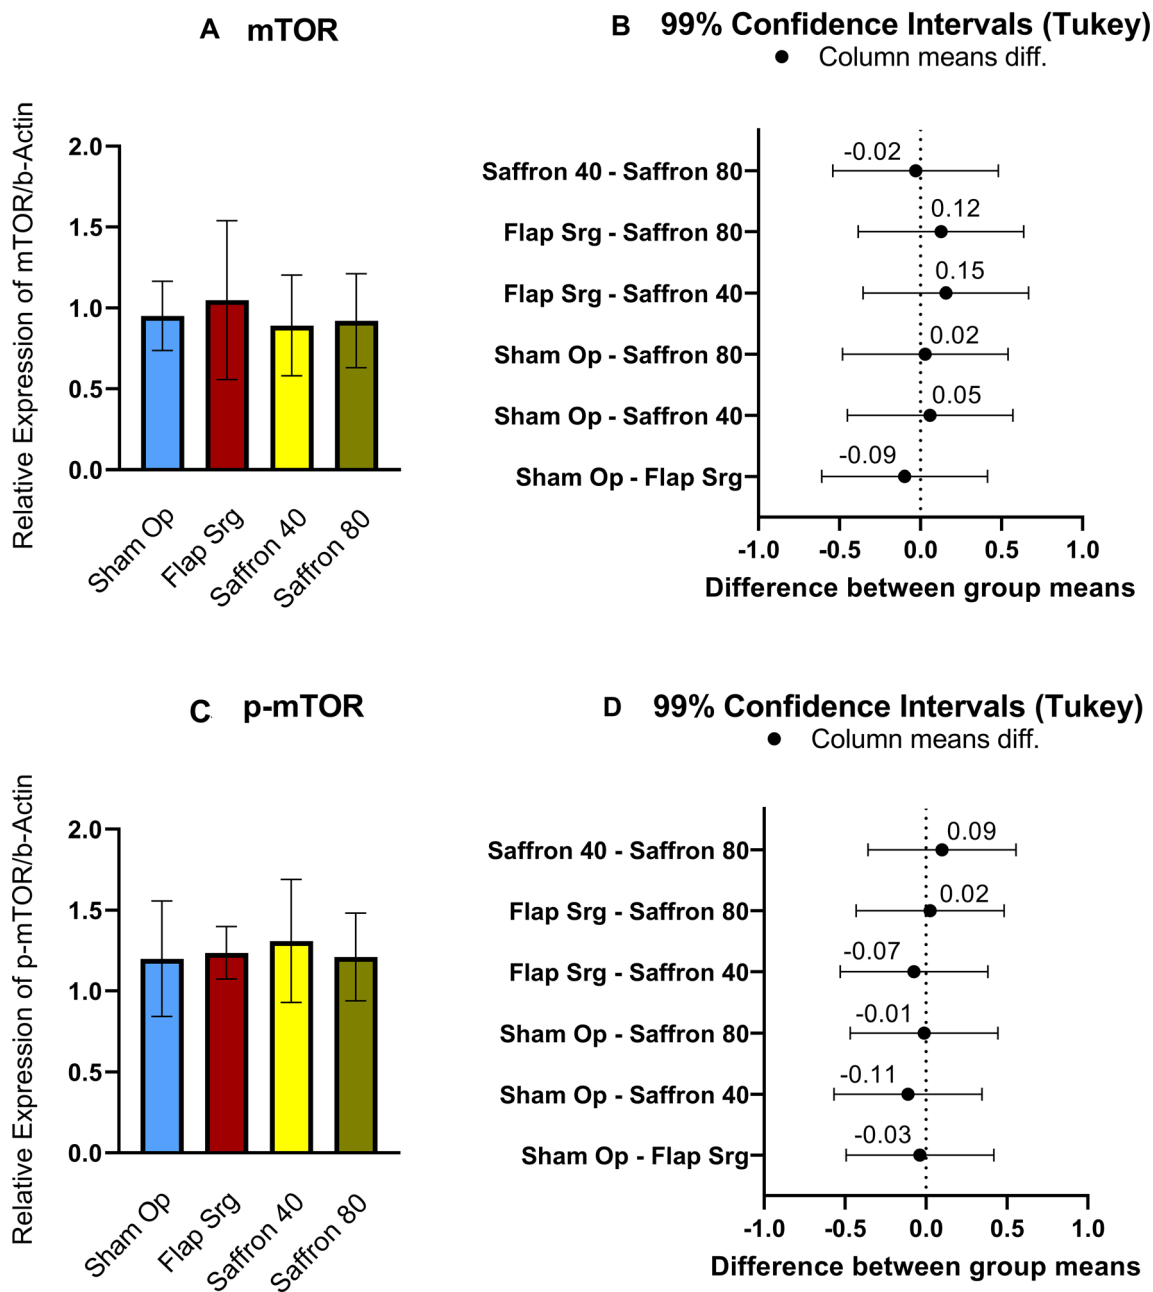 A mTOR
Relative Expression of mTOR/b-Actin
2.0
1.5
1.0
0.5
0.0
Sham Op
Flap Srg
Saffron 40
Saffron 80
B 99% Confidence Intervals (Tukey)
Column means diff.
Saffron 40 - Saffron 80
-0.02
Flap Srg - Saffron 80
0.12
Flap Srg - Saffron 40
0.15
Sham Op - Saffron 80
0.02
Sham Op - Saffron 40
0.05
Sham Op - Flap Srg
-0.09
-1.0 -0.5 0.0 0.5 1.0
Difference between group means
C p-mTOR
Relative Expression of p-mTOR/b-Actin
2.0
1.5
1.0
0.5
0.0
Sham Op
Flap Srg
Saffron 40
Saffron 80
D 99% Confidence Intervals (Tukey)
Column means diff.
Saffron 40 - Saffron 80
0.09
Flap Srg - Saffron 80
0.02
Flap Srg - Saffron 40
-0.07
Sham Op - Saffron 80
-0.01
Sham Op - Saffron 40
-0.11
Sham Op - Flap Srg
-0.03
-1.0 -0.5 0.0 0.5 1.0
Difference between group means